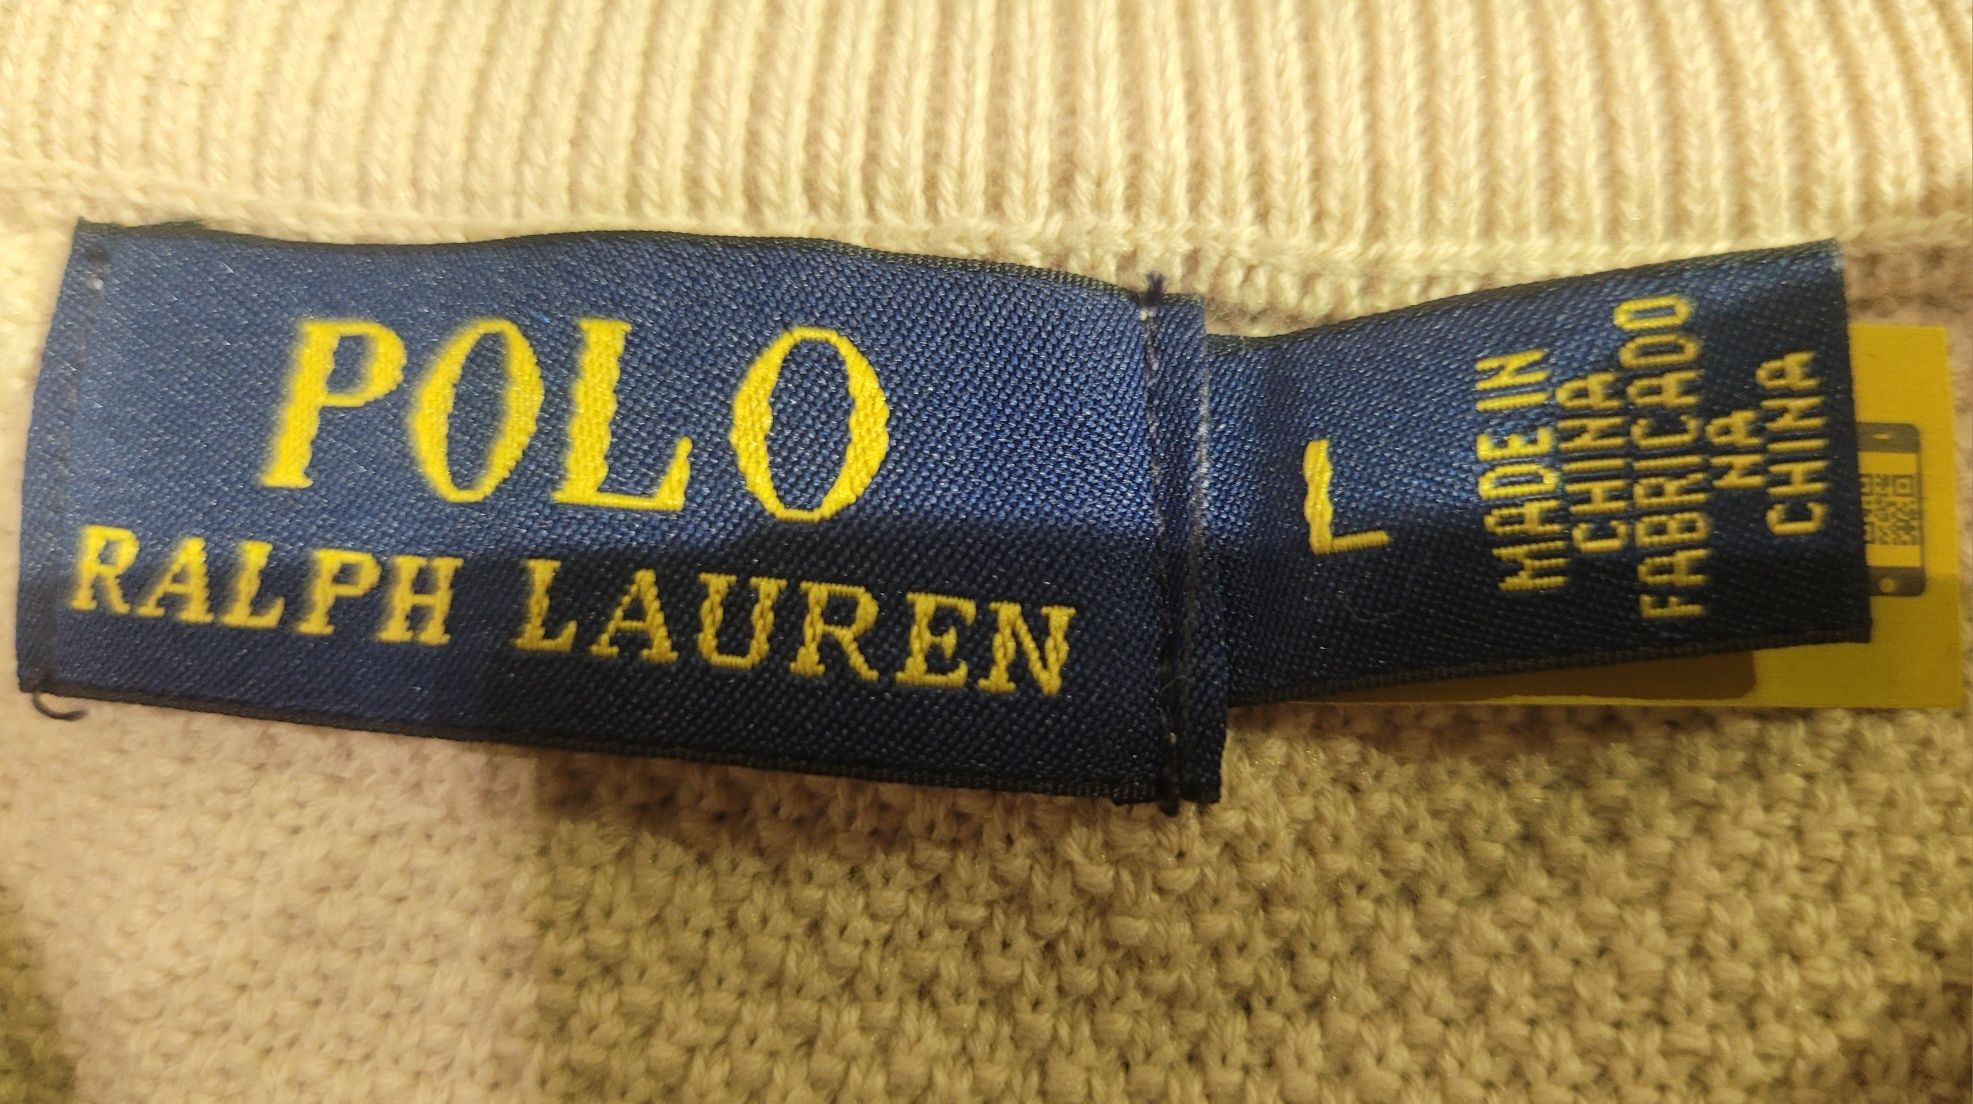 POLO
RALPH LAUREN
L
MADE IN
CHINA
FABRICADO
NA
CHINA